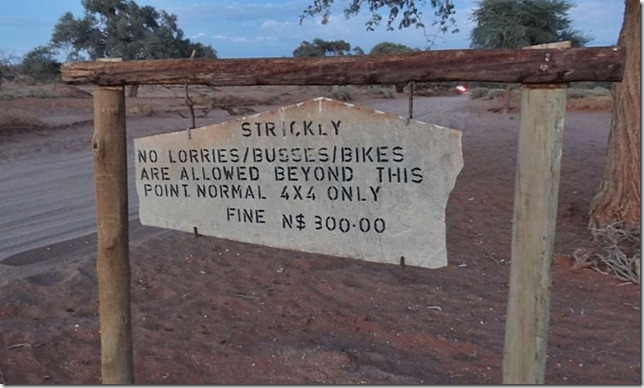 STRICKLY
NO LORRIES/BUSSES/BIKES
ARE ALLOWED BEYOND THIS
POINT. NORMAL 4X4 ONLY
FINE N$ 300·00